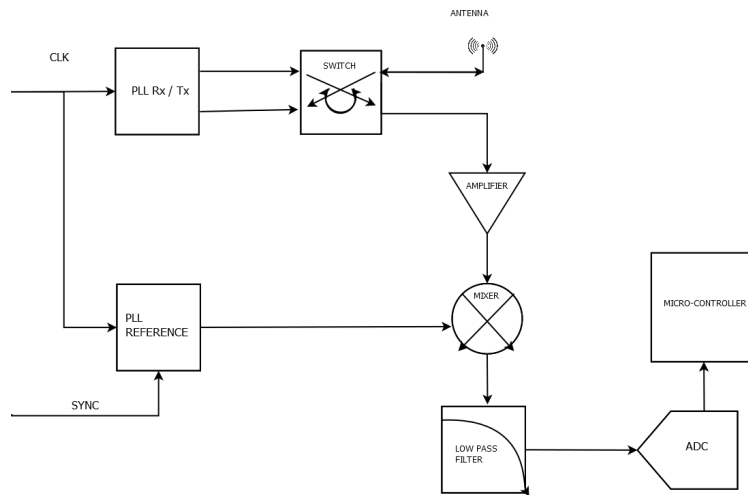 ANTENNA
CLK
SWITCH
PLL Rx / Tx
AMPLIFIER
MIXER
MICRO-CONTROLLER
PLL
REFERENCE
SYNC
LOW PASS
FILTER
ADC